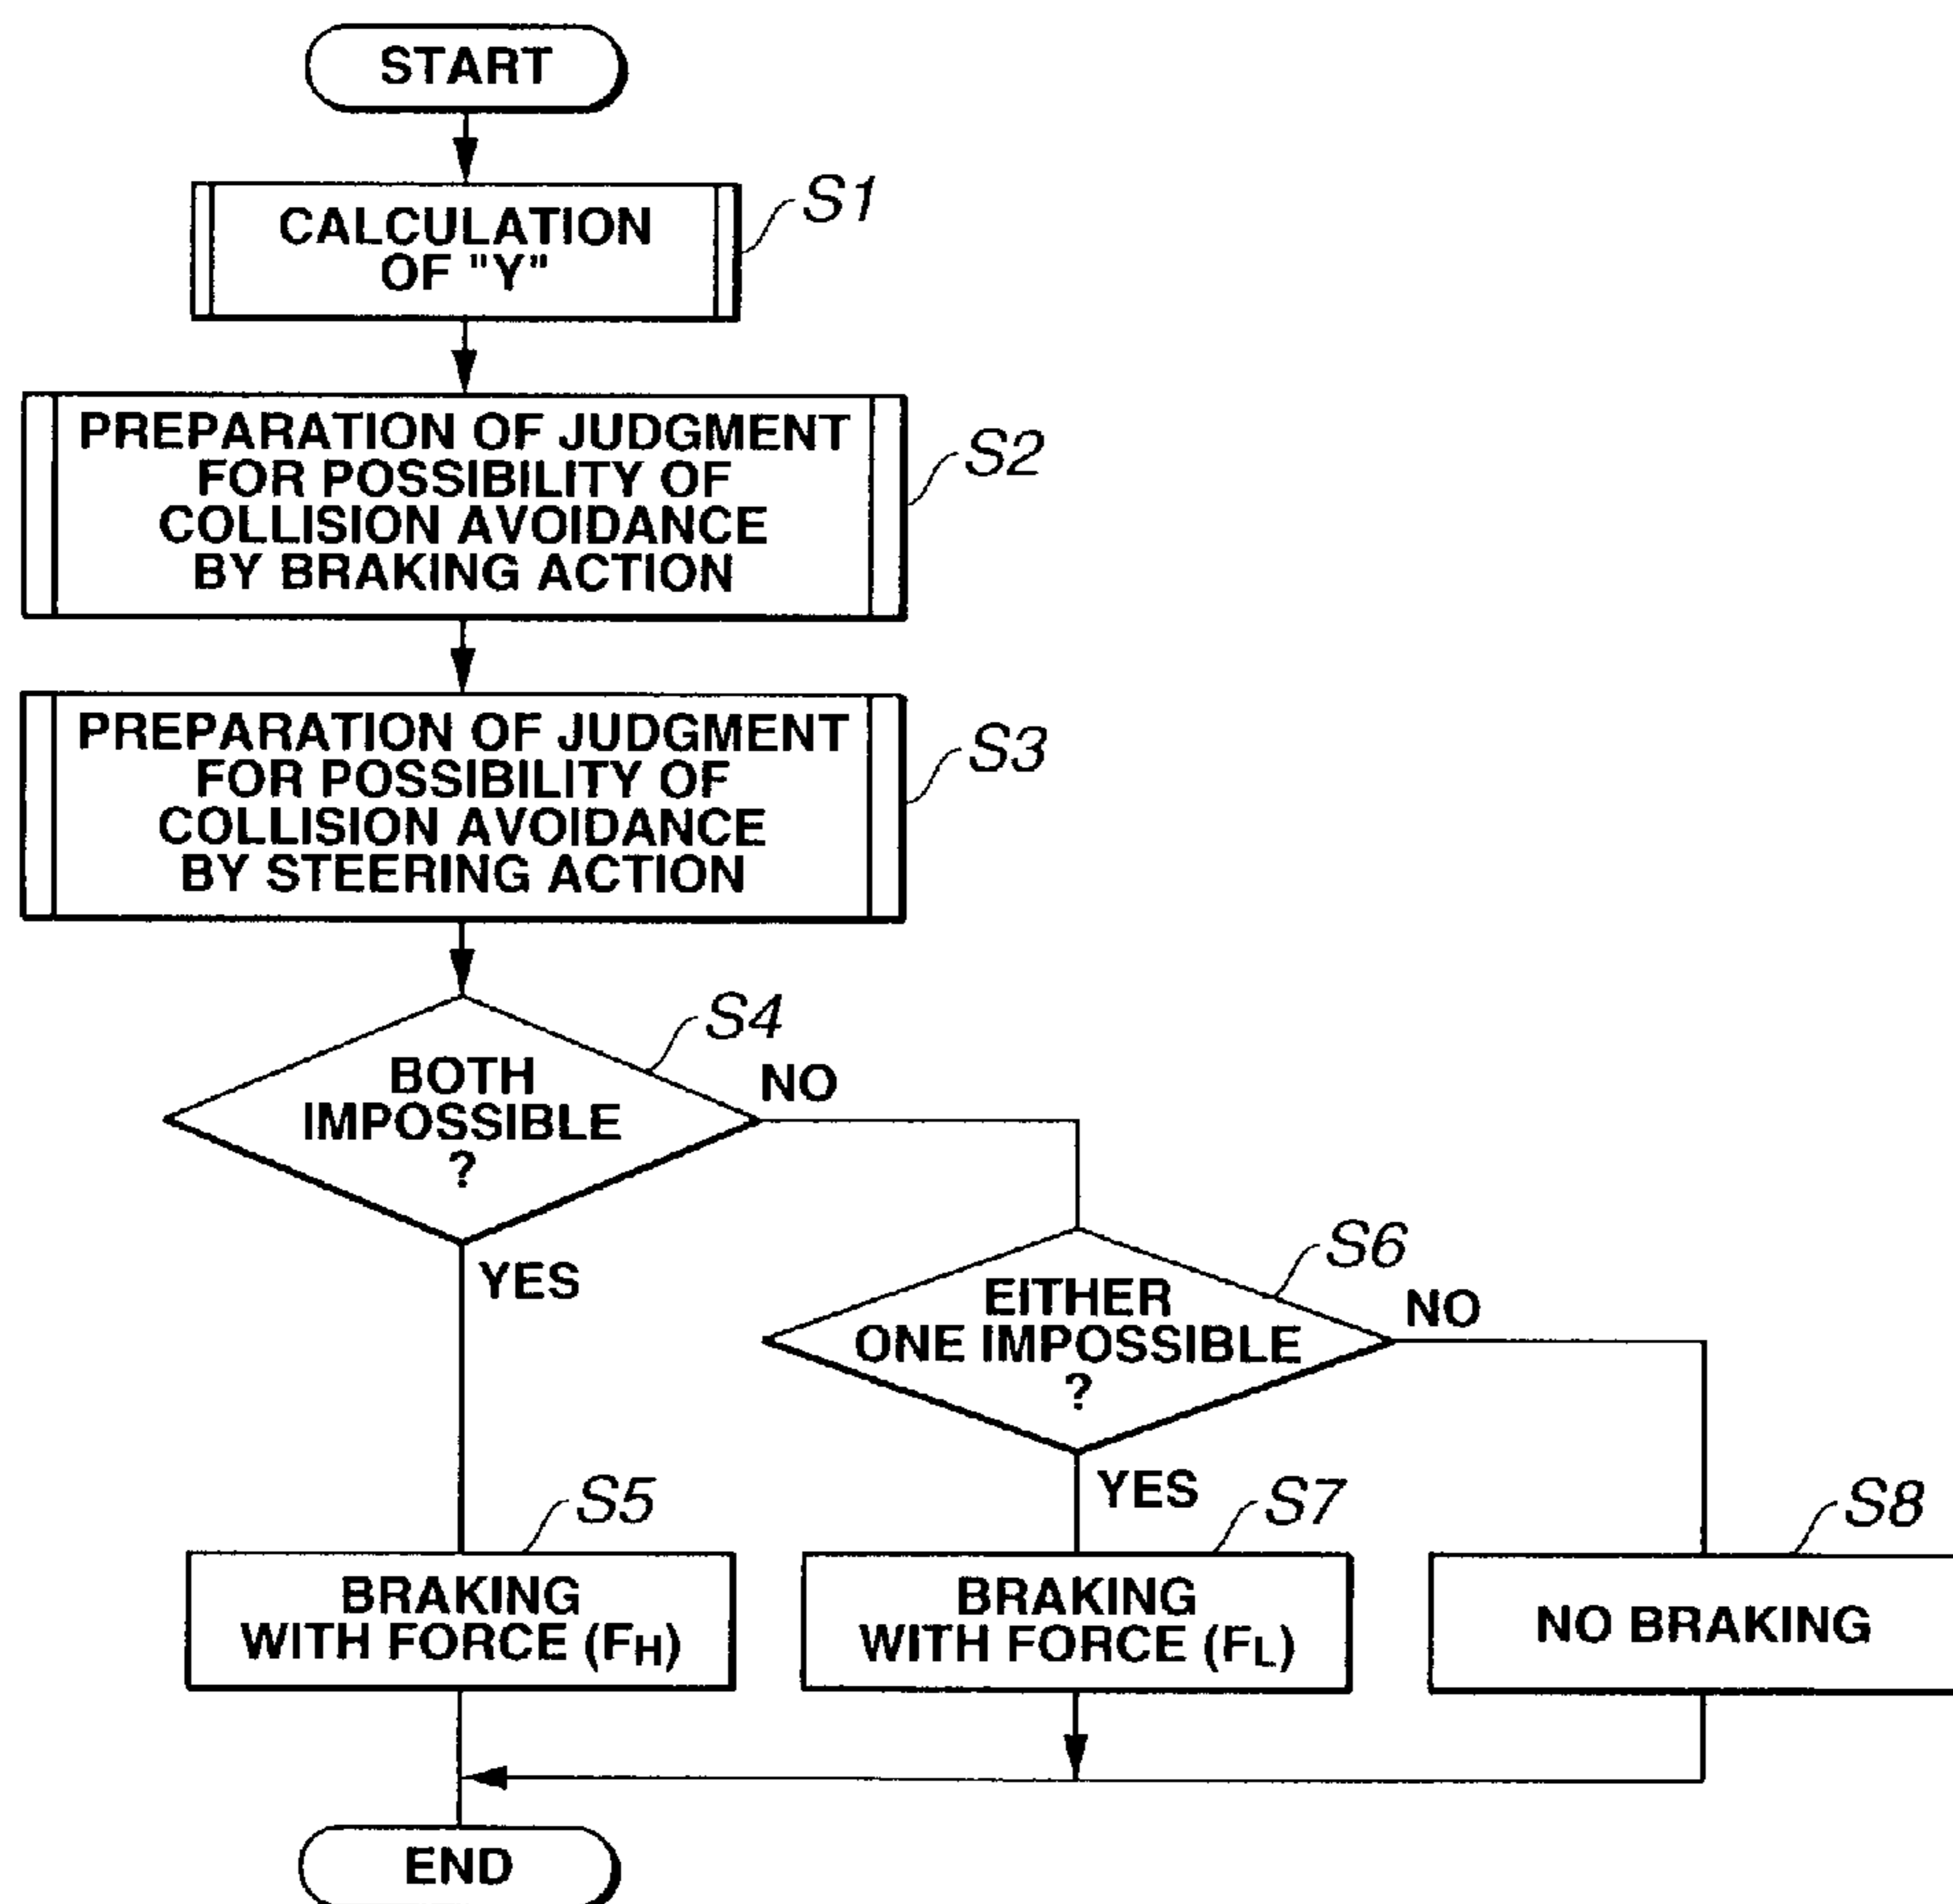 START
CALCULATION
OF "Y"
S1
PREPARATION OF JUDGMENT
FOR POSSIBILITY OF
COLLISION AVOIDANCE
BY BRAKING ACTION
S2
PREPARATION OF JUDGMENT
FOR POSSIBILITY OF
COLLISION AVOIDANCE
BY STEERING ACTION
S3
S4
BOTH
IMPOSSIBLE
?
NO
YES
S6
EITHER
ONE IMPOSSIBLE
?
NO
YES
S5
BRAKING
WITH FORCE (FH)
S7
BRAKING
WITH FORCE (FL)
S8
NO BRAKING
END